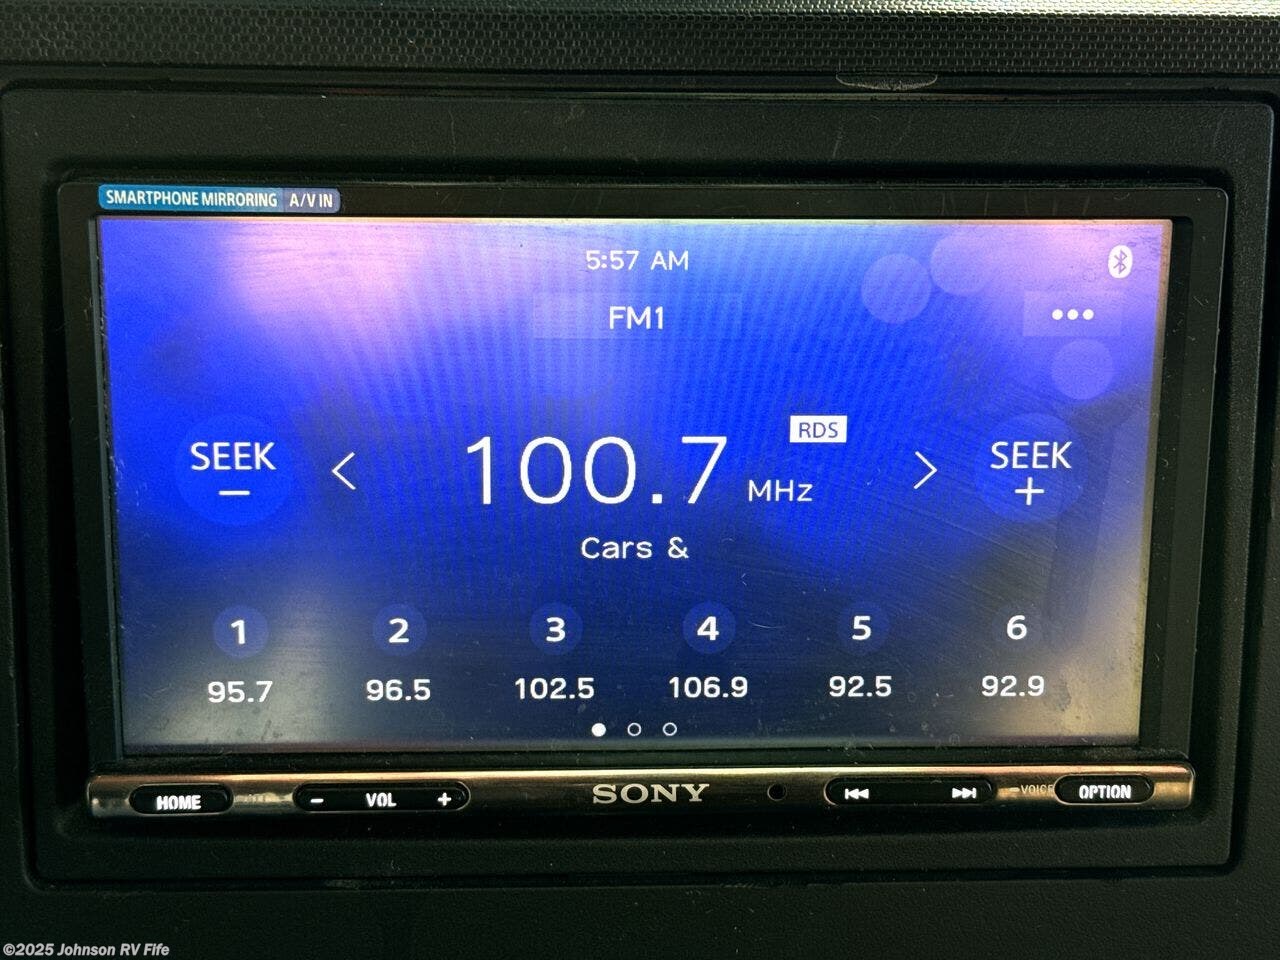 SMARTPHONE MIRRORING A/V IN
5:57 AM
FM1
RDS
SEEK
-
< 100.7 MHz >
SEEK
+
Cars &
1 2 3 4 5 6
95.7 96.5 102.5 106.9 92.5 92.9
HOME - VOL + SONY VOICE OPTION
©2025 Johnson RV Fife